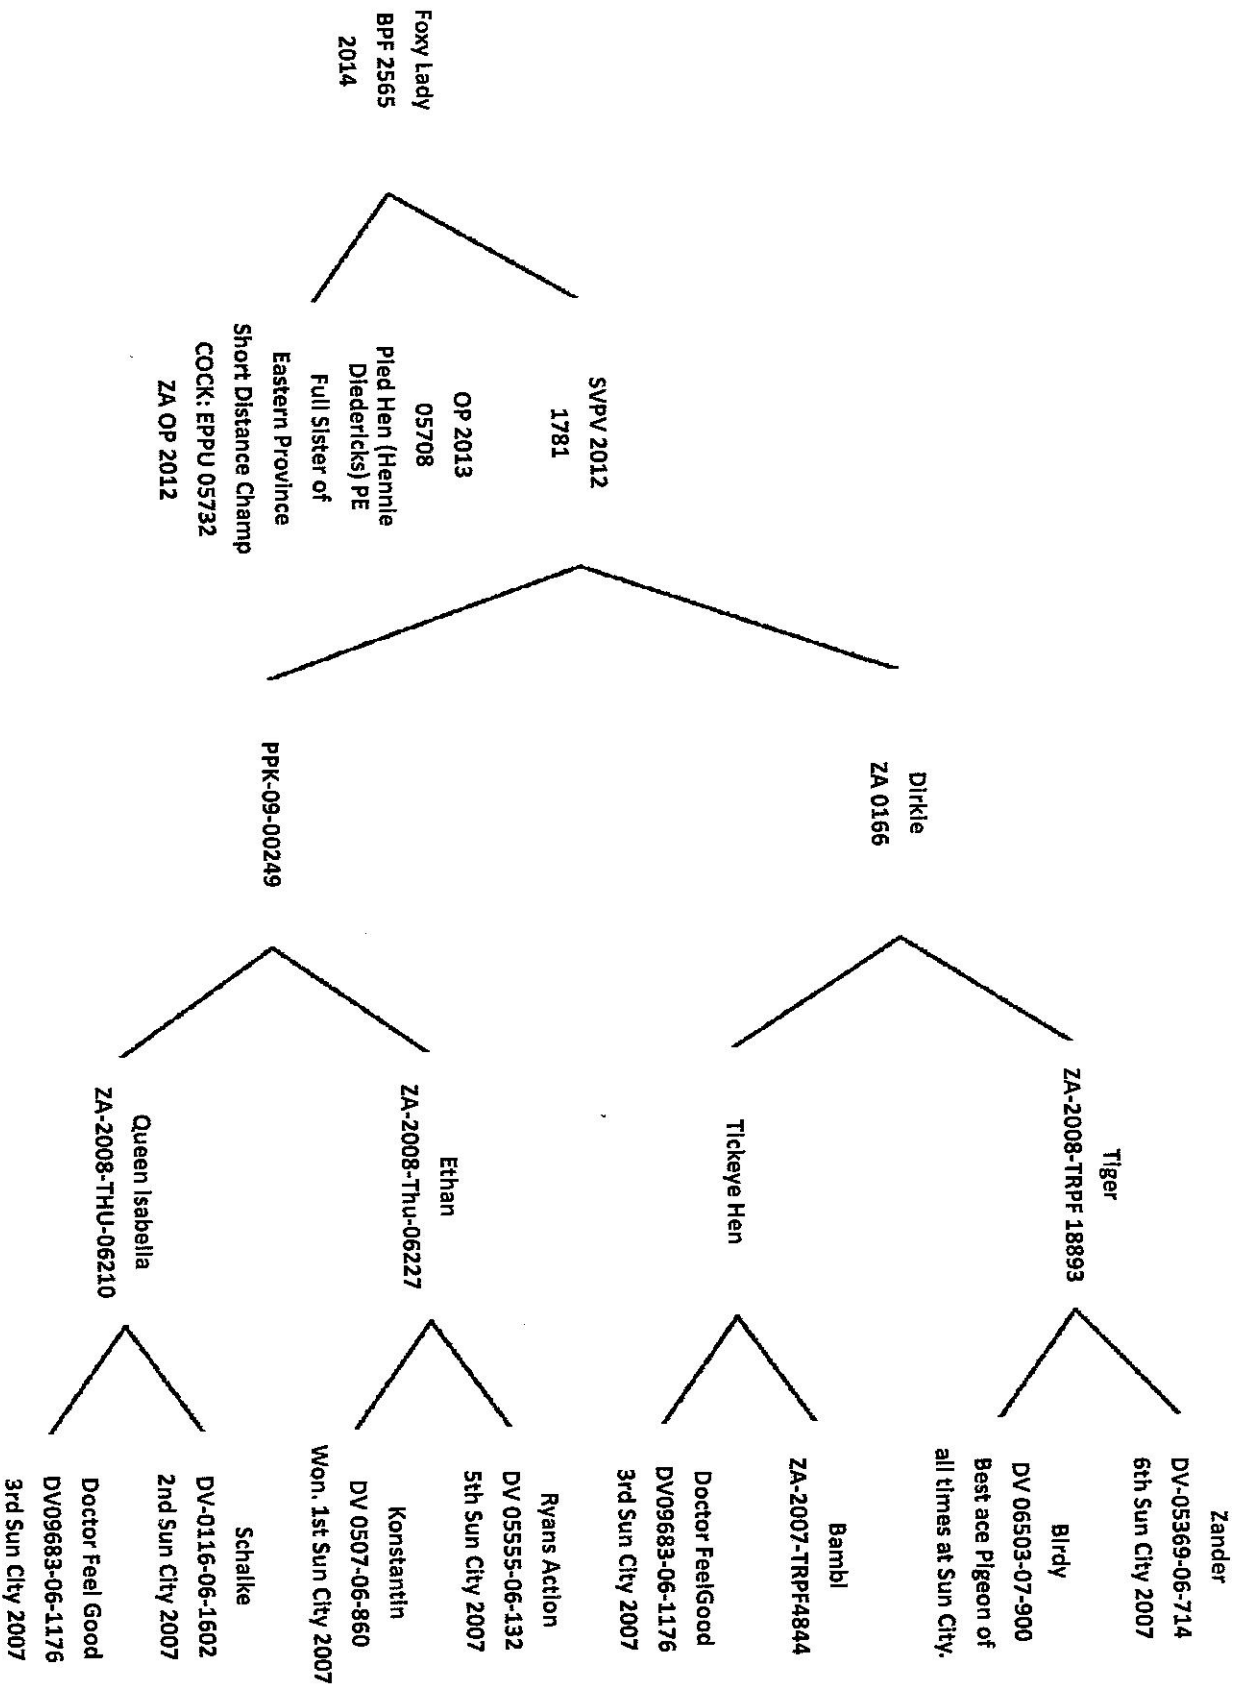 Foxy Lady
BPF 2565
2014
SVPV 2012
1781
OP 2013
05708
Pied Hen (Hennie
Diedericks) PE
Full Sister of
Eastern Province
Short Distance Champ
COCK: EPPU 05732
ZA OP 2012
Dirkie
ZA 0166
PPK-09-00249
Tiger
ZA-2008-TRPF 18893
Tickeye Hen
Ethan
ZA-2008-Thu-06227
Queen Isabella
ZA-2008-THU-06210
Zander
DV-05369-06-714
6th Sun City 2007
Birdy
DV 06503-07-900
Best ace Pigeon of
all times at Sun City.
Bambi
ZA-2007-TRPF4844
Doctor FeelGood
DV09683-06-1176
3rd Sun City 2007
Ryans Action
DV 05555-06-132
5th Sun City 2007
Konstantin
DV 0507-06-860
Won. 1st Sun City 2007
Schalke
DV-0116-06-1602
2nd Sun City 2007
Doctor Feel Good
DV09683-06-1176
3rd Sun City 2007